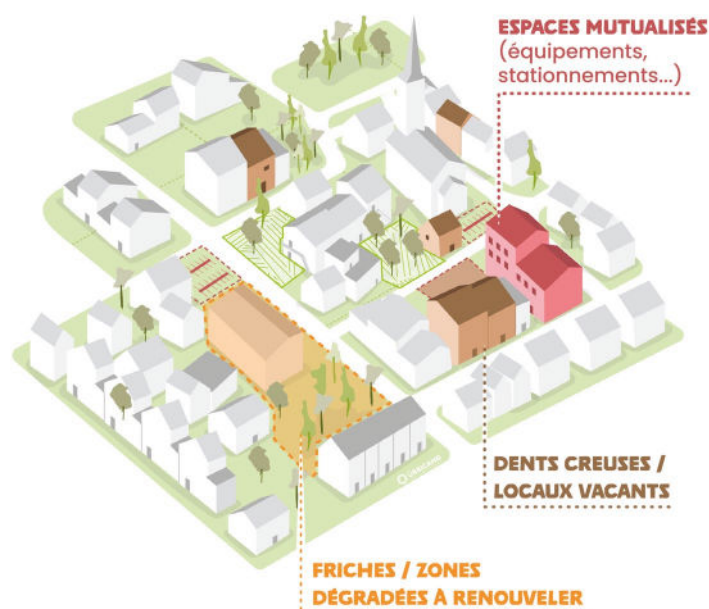 ESPACES MUTUALISÉS
(équipements,
stationnements...)
DENTS CREUSES /
LOCAUX VACANTS
FRICHES / ZONES
DÉGRADÉES À RENOUVELER